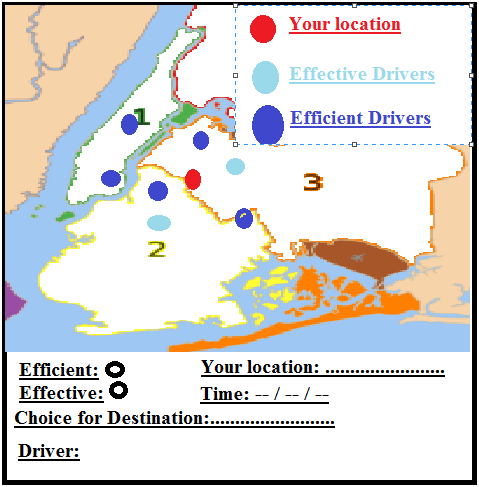 Your location
Effective Drivers
Efficient Drivers
1
3
2
Efficient:
Your location: ........................
Effective:
Time: -- / -- / --
Choice for Destination:.........................
Driver: